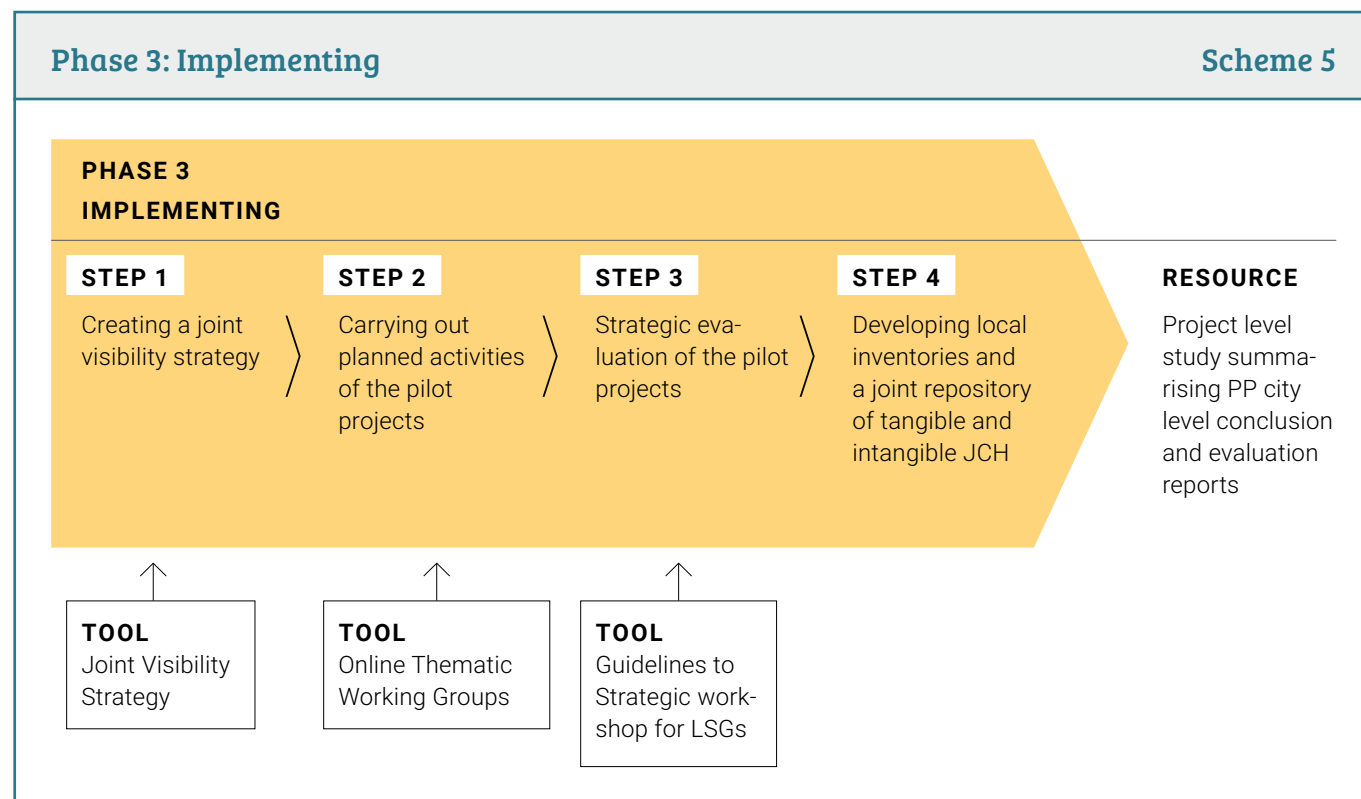 Phase 3: Implementing
Scheme 5
PHASE 3
IMPLEMENTING
STEP 1
Creating a joint
visibility strategy
STEP 2
Carrying out
planned activities
of the pilot
projects
STEP 3
Strategic eva-
luation of the pilot
projects
STEP 4
Developing local
inventories and
a joint repository
of tangible and
intangible JCH
RESOURCE
Project level
study summa-
rising PP city
level conclusion
and evaluation
reports
TOOL
Joint Visibility
Strategy
TOOL
Online Thematic
Working Groups
TOOL
Guidelines to
Strategic work-
shop for LSGs